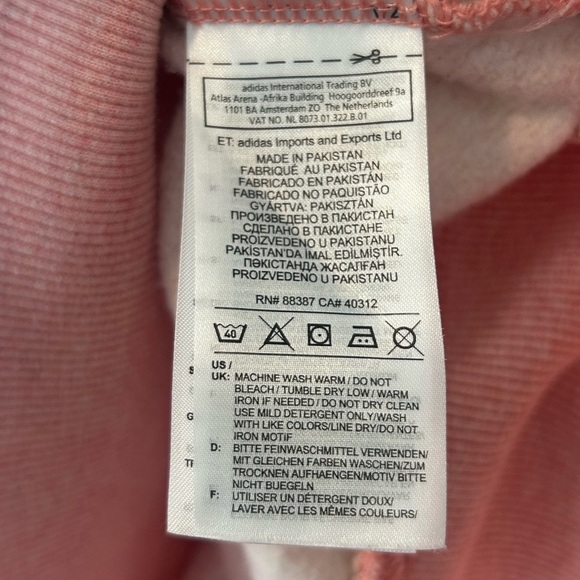 1/2
adidas International Trading BV
Atlas Arena -Afrika Building Hoogoorddreef 9a
1101 BA Amsterdam ZO The Netherlands
VAT NO. NL 8073.01.322.B.01
ET: adidas Imports and Exports Ltd
MADE IN PAKISTAN
FABRIQUÉ AU PAKISTAN
FABRICADO EN PAKISTÁN
FABRICADO NO PAQUISTÃO
GYÁRTVA: PAKISZTÁN
ПРОИЗВЕДЕНО В ПАКИСТАН
СДЕЛАНО В ПАКИСТАНЕ
PROIZVEDENO U PAKISTANU
PAKISTAN'DA İMAL EDİLMİŞTİR.
ПӘКІСТАНДА ЖАСАЛҒАН
PROIZVEDENO U PAKISTANU
RN# 88387 CA# 40312
40
US /
UK: MACHINE WASH WARM / DO NOT
BLEACH / TUMBLE DRY LOW / WARM
IRON IF NEEDED / DO NOT DRY CLEAN
USE MILD DETERGENT ONLY/WASH
WITH LIKE COLORS/LINE DRY/DO NOT
IRON MOTIF
D: BITTE FEINWASCHMITTEL VERWENDEN/
MIT GLEICHEN FARBEN WASCHEN/ZUM
TROCKNEN AUFHAENGEN/MOTIV BITTE
NICHT BUEGELN
F: UTILISER UN DÉTERGENT DOUX/
LAVER AVEC LES MÊMES COULEURS/